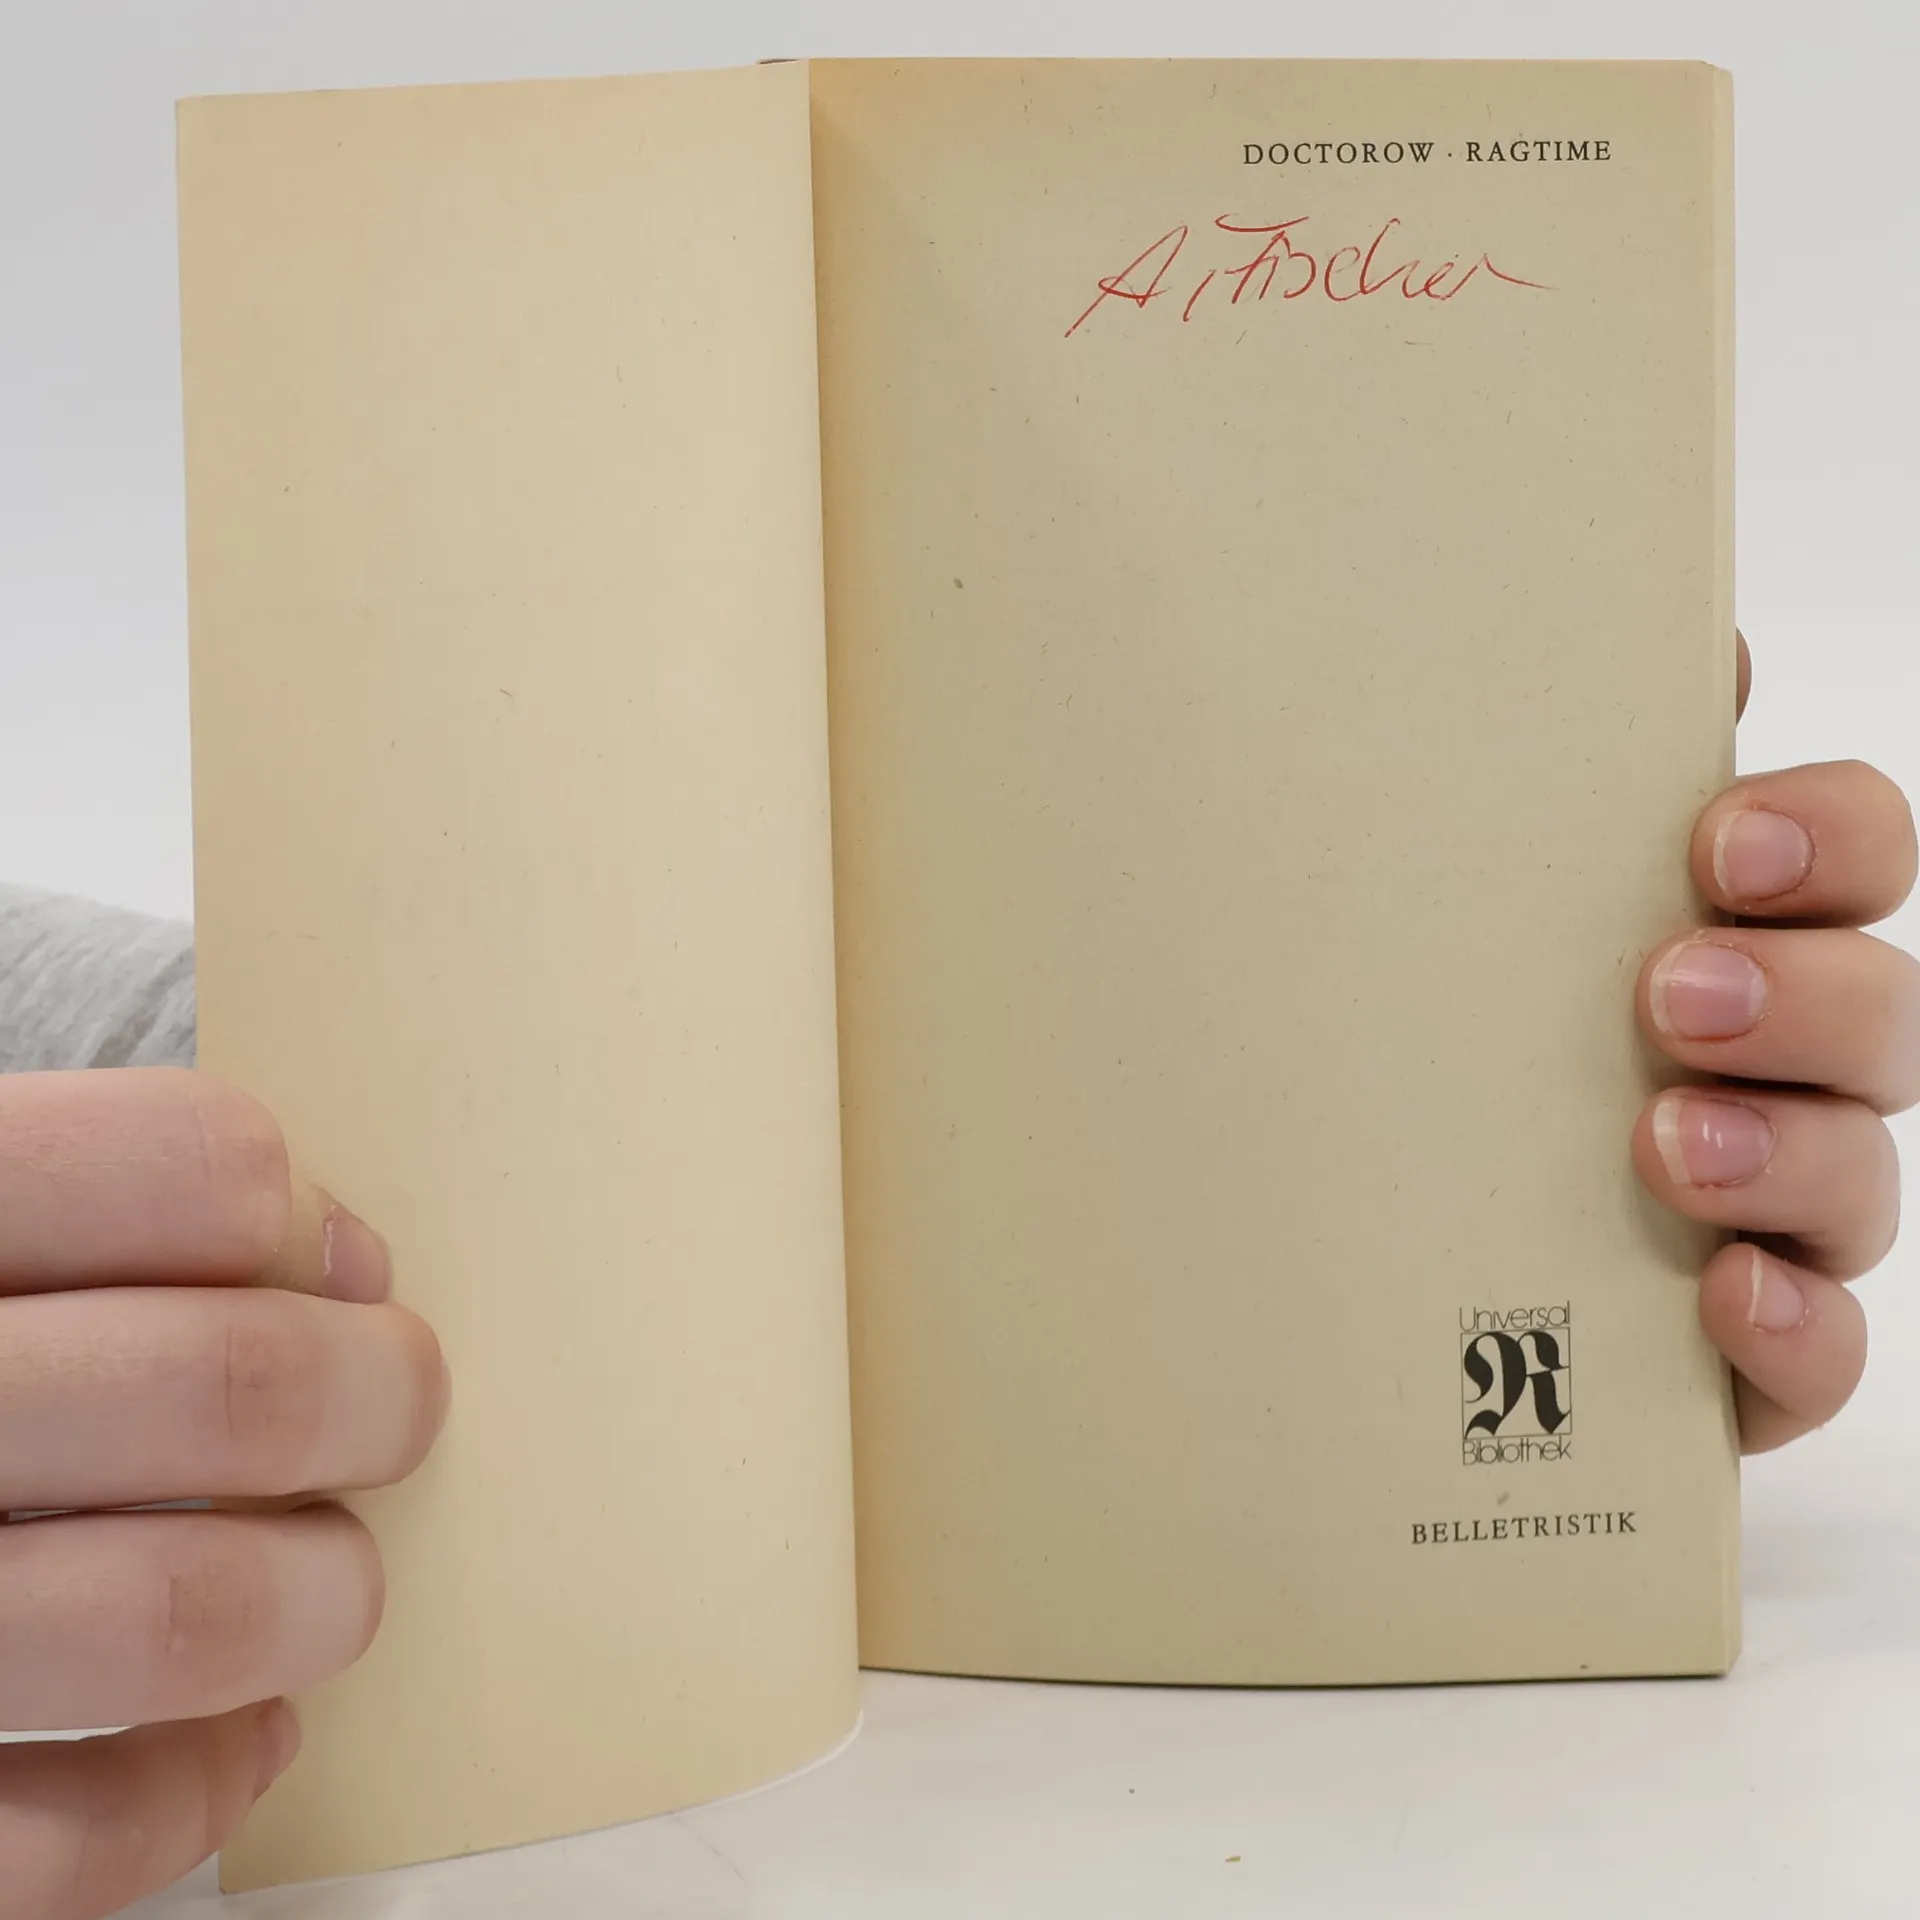 DOCTOROW · RAGTIME
A. Fischer
Universal
R
Bibliothek
BELLETRISTIK